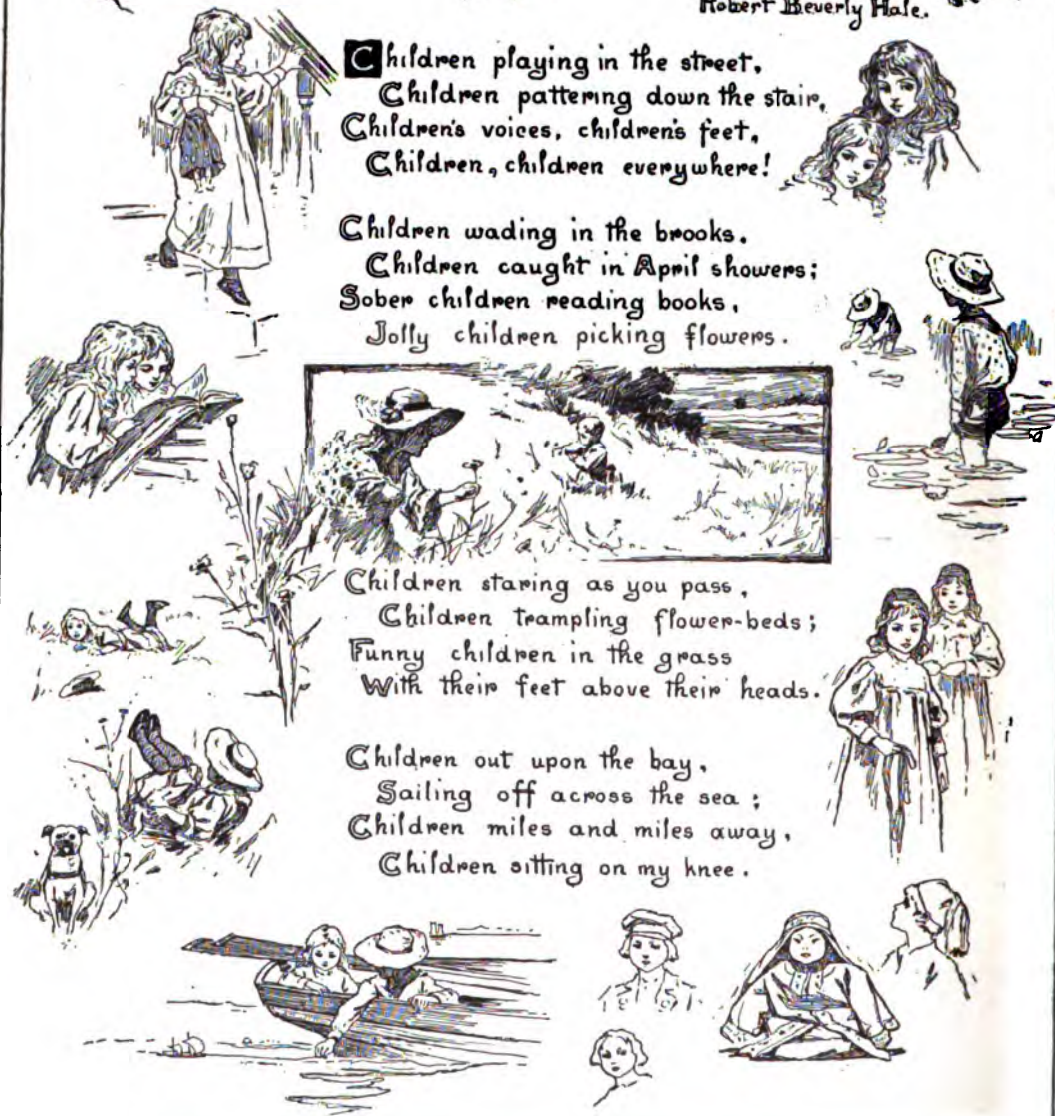 Robert Beverly Hale.
Children playing in the street,
Children pattering down the stair,
Children's voices, children's feet,
Children, children everywhere!
Children wading in the brooks,
Children caught in April showers;
Sober children reading books,
Jolly children picking flowers.
Children staring as you pass,
Children trampling flower-beds;
Funny children in the grass
With their feet above their heads.
Children out upon the bay,
Sailing off across the sea;
Children miles and miles away,
Children sitting on my knee.